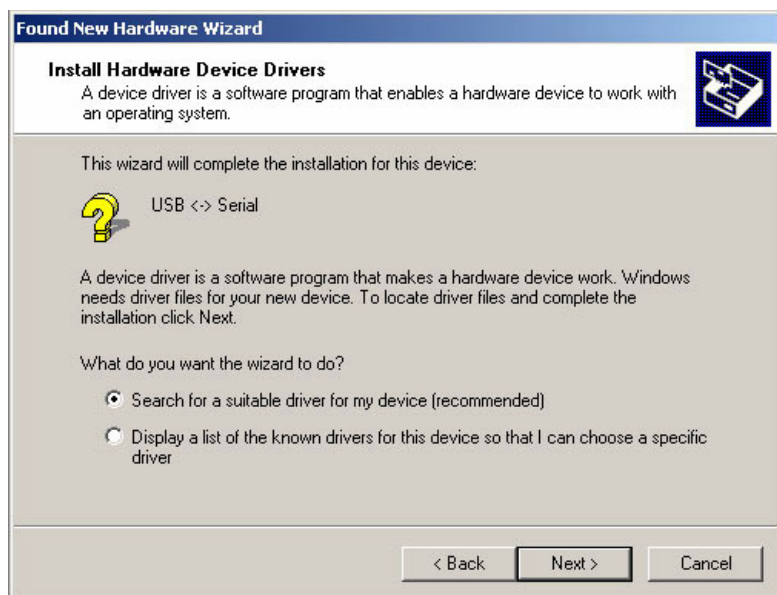 Found New Hardware Wizard
Install Hardware Device Drivers
A device driver is a software program that enables a hardware device to work with
an operating system.
This wizard will complete the installation for this device:
USB <-> Serial
A device driver is a software program that makes a hardware device work. Windows
needs driver files for your new device. To locate driver files and complete the
installation click Next.
What do you want the wizard to do?
Search for a suitable driver for my device (recommended)
Display a list of the known drivers for this device so that I can choose a specific
driver
< Back
Next >
Cancel